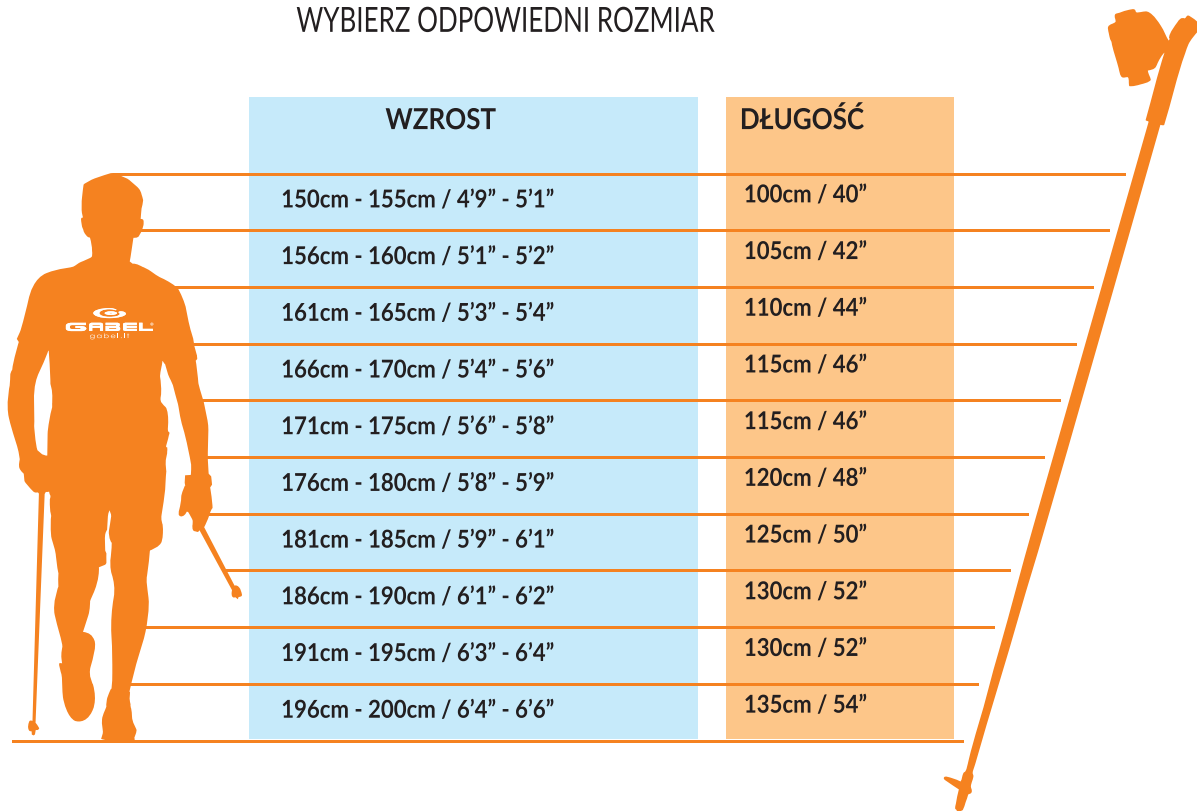 WYBIERZ ODPOWIEDNI ROZMIAR
WZROST DŁUGOŚĆ
150cm - 155cm / 4’9” - 5’1” 100cm / 40”
156cm - 160cm / 5’1” - 5’2” 105cm / 42”
161cm - 165cm / 5’3” - 5’4” 110cm / 44”
GABEL
gabel.it
166cm - 170cm / 5’4” - 5’6” 115cm / 46”
171cm - 175cm / 5’6” - 5’8” 115cm / 46”
176cm - 180cm / 5’8” - 5’9” 120cm / 48”
181cm - 185cm / 5’9” - 6’1” 125cm / 50”
186cm - 190cm / 6’1” - 6’2” 130cm / 52”
191cm - 195cm / 6’3” - 6’4” 130cm / 52”
196cm - 200cm / 6’4” - 6’6” 135cm / 54”